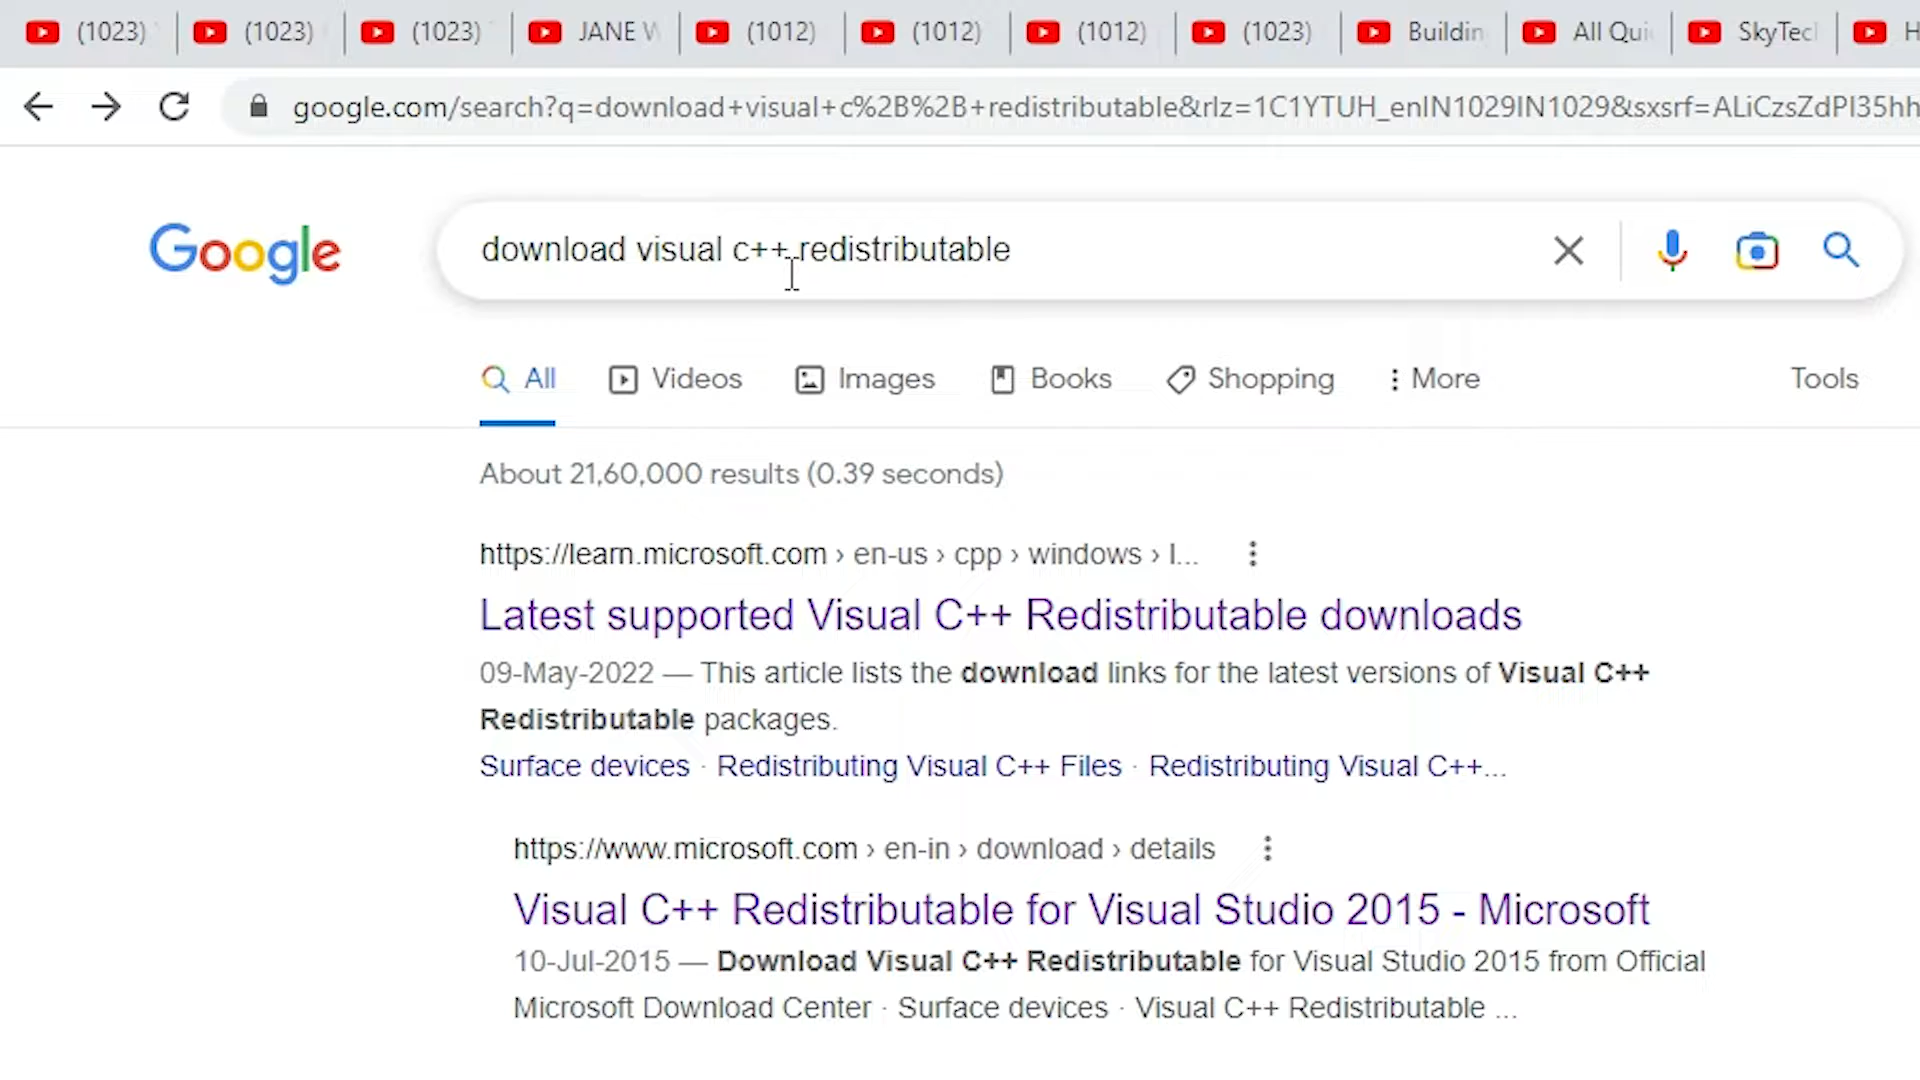 (1023) (1023) (1023) JANE W (1012) (1012) (1012) (1023) Buildin All Qui SkyTec H
google.com/search?q=download+visual+c%2B%2B+redistributable&rlz=1C1YTUH_enIN1029IN1029&sxsrf=ALiCzsZdPI35hh
Google download visual c++ redistributable
All Videos Images Books Shopping More Tools
About 21,60,000 results (0.39 seconds)
https://learn.microsoft.com › en-us › cpp › windows › l...
Latest supported Visual C++ Redistributable downloads
09-May-2022 — This article lists the download links for the latest versions of Visual C++
Redistributable packages.
Surface devices · Redistributing Visual C++ Files · Redistributing Visual C++...
https://www.microsoft.com › en-in › download › details
Visual C++ Redistributable for Visual Studio 2015 - Microsoft
10-Jul-2015 — Download Visual C++ Redistributable for Visual Studio 2015 from Official
Microsoft Download Center · Surface devices · Visual C++ Redistributable ...